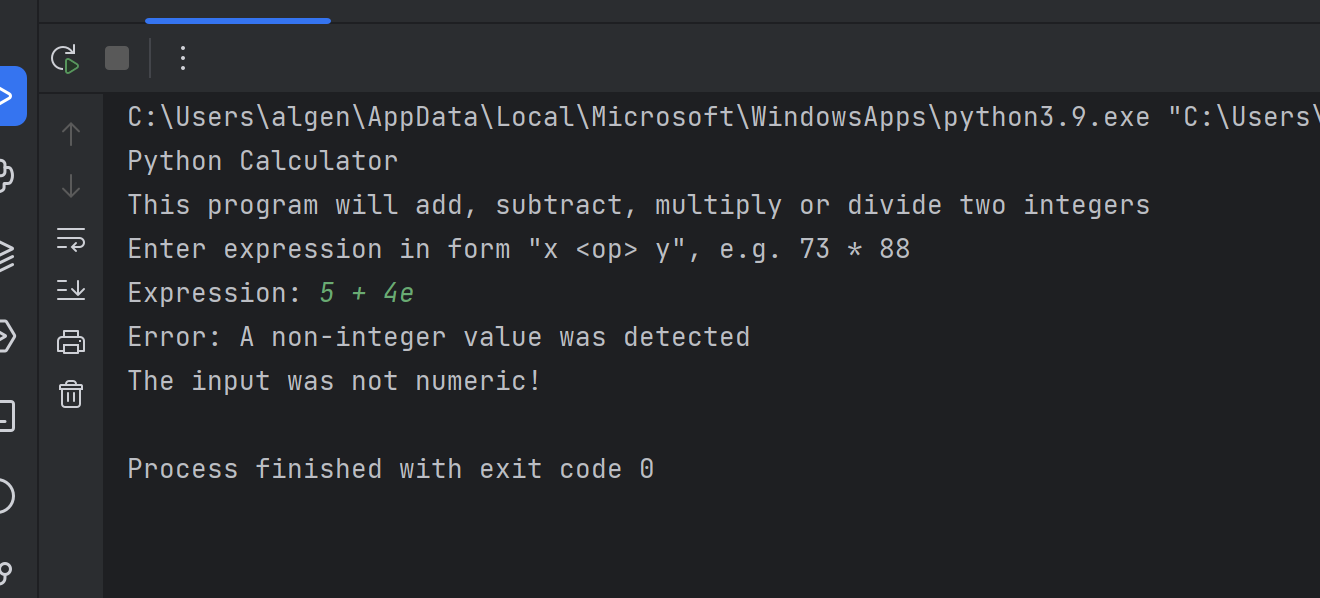 C:\Users\algen\AppData\Local\Microsoft\WindowsApps\python3.9.exe "C:\Users\
Python Calculator
This program will add, subtract, multiply or divide two integers
Enter expression in form "x <op> y", e.g. 73 * 88
Expression: 5 + 4e
Error: A non-integer value was detected
The input was not numeric!
Process finished with exit code 0